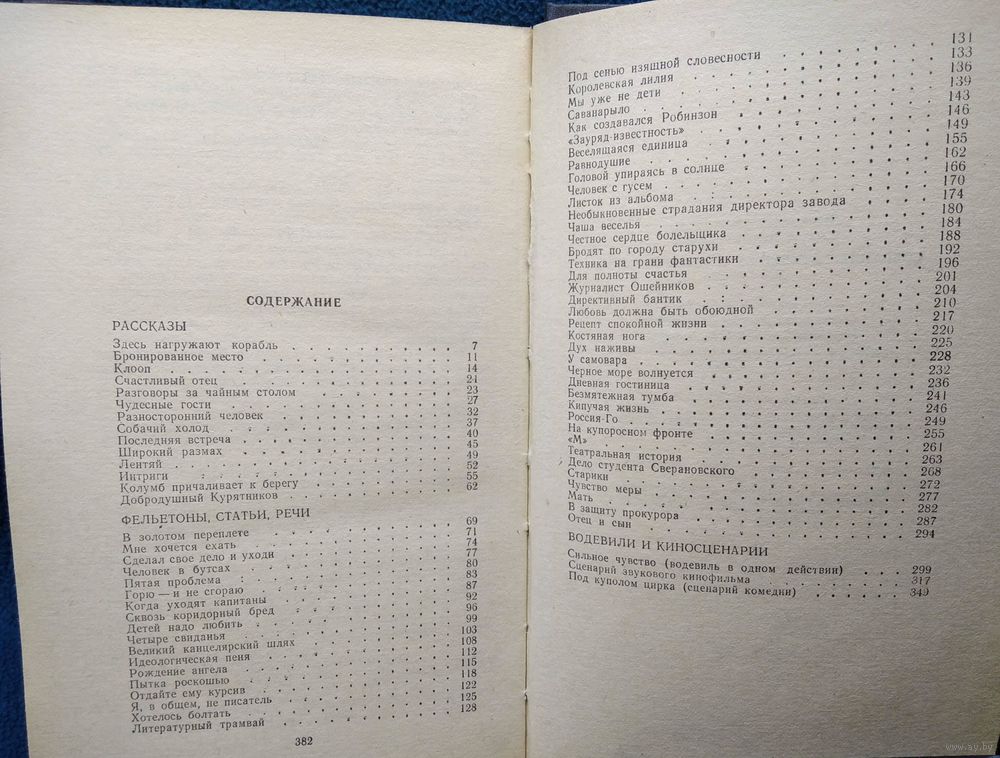 СОДЕРЖАНИЕ
РАССКАЗЫ
Здесь нагружают корабль 7
Бронированное место 11
Клооп 14
Счастливый отец 21
Разговоры за чайным столом 23
Чудесные гости 27
Разносторонний человек 32
Собачий холод 37
Последняя встреча 40
Широкий размах 45
Лентяй 49
Интриги 52
Колумб причаливает к берегу 55
Добродушный Курятников 62
ФЕЛЬЕТОНЫ, СТАТЬИ, РЕЧИ
В золотом переплете 69
Мне хочется ехать 71
Сделал свое дело и уходи 74
Человек в бутсах 77
Пятая проблема 80
Горю — и не сгораю 83
Когда уходят капитаны 87
Сквозь коридорный бред 92
Детей надо любить 96
Четыре свиданья 99
Великий канцелярский шлях 103
Идеологическая пеня 108
Рождение ангела 112
Пытка роскошью 115
Отдайте ему курсив 118
Я, в общем, не писатель 122
Хотелось болтать 125
Литературный трамвай 128
382
Под сенью изящной словесности 131
Королевская лилия 133
Мы уже не дети 136
Саванарыло 139
Как создавался Робинзон 143
«Зауряд-известность» 146
Веселящаяся единица 149
Равнодушие 155
Головой упираясь в солнце 162
Человек с гусем 166
Листок из альбома 170
Необыкновенные страдания директора завода 174
Чаша веселья 180
Честное сердце болельщика 184
Бродят по городу старухи 188
Техника на грани фантастики 192
Для полноты счастья 196
Журналист Ошейников 201
Директивный бантик 204
Любовь должна быть обоюдной 210
Рецепт спокойной жизни 217
Костяная нога 220
Дух наживы 225
У самовара 228
Черное море волнуется 232
Дневная гостиница 236
Безмятежная тумба 241
Кипучая жизнь 246
Россия-Го 249
На купоросном фронте 255
«М» 261
Театральная история 263
Дело студента Сверановского 268
Старики 272
Чувство меры 277
Мать 282
В защиту прокурора 287
Отец и сын 294
ВОДЕВИЛИ И КИНОСЦЕНАРИИ
Сильное чувство (водевиль в одном действии) 299
Сценарий звукового кинофильма 317
Под куполом цирка (сценарий комедии) 349
www.ay.by